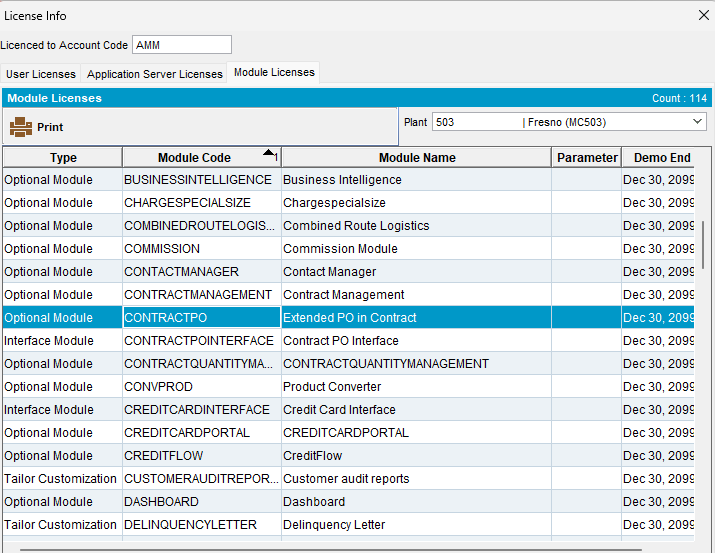 License Info
Licenced to Account Code AMM
User Licenses Application Server Licenses Module Licenses
Module Licenses Count : 114
Print Plant 503 | Fresno (MC503)
Type Module Code 1 Module Name Parameter Demo End
Optional Module BUSINESSINTELLIGENCE Business Intelligence Dec 30, 2099
Optional Module CHARGESPECIALSIZE Chargespecialsize Dec 30, 2099
Optional Module COMBINEDROUTELOGIS... Combined Route Logistics Dec 30, 2099
Optional Module COMMISSION Commission Module Dec 30, 2099
Optional Module CONTACTMANAGER Contact Manager Dec 30, 2099
Optional Module CONTRACTMANAGEMENT Contract Management Dec 30, 2099
Optional Module CONTRACTPO Extended PO in Contract Dec 30, 2099
Interface Module CONTRACTPOINTERFACE Contract PO Interface Dec 30, 2099
Optional Module CONTRACTQUANTITYMA... CONTRACTQUANTITYMANAGEMENT Dec 30, 2099
Optional Module CONVPROD Product Converter Dec 30, 2099
Interface Module CREDITCARDINTERFACE Credit Card Interface Dec 30, 2099
Optional Module CREDITCARDPORTAL CREDITCARDPORTAL Dec 30, 2099
Optional Module CREDITFLOW CreditFlow Dec 30, 2099
Tailor Customization CUSTOMERAUDITREPOR... Customer audit reports Dec 30, 2099
Optional Module DASHBOARD Dashboard Dec 30, 2099
Tailor Customization DELINQUENCYLETTER Delinquency Letter Dec 30, 2099